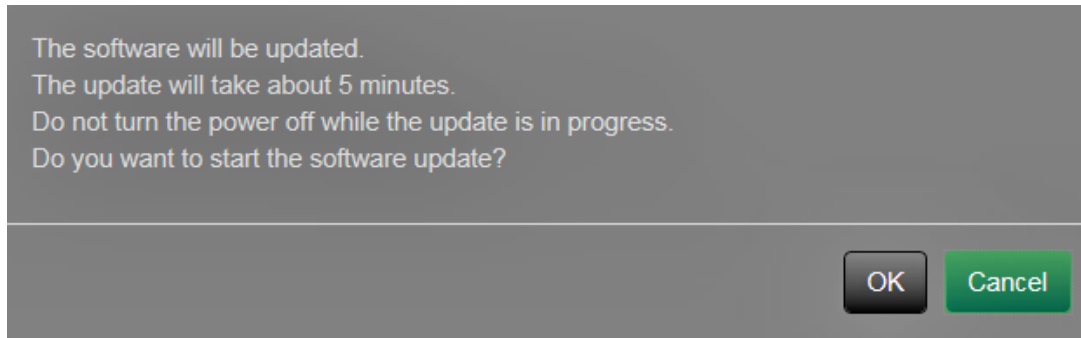 The software will be updated.
The update will take about 5 minutes.
Do not turn the power off while the update is in progress.
Do you want to start the software update?
OK
Cancel